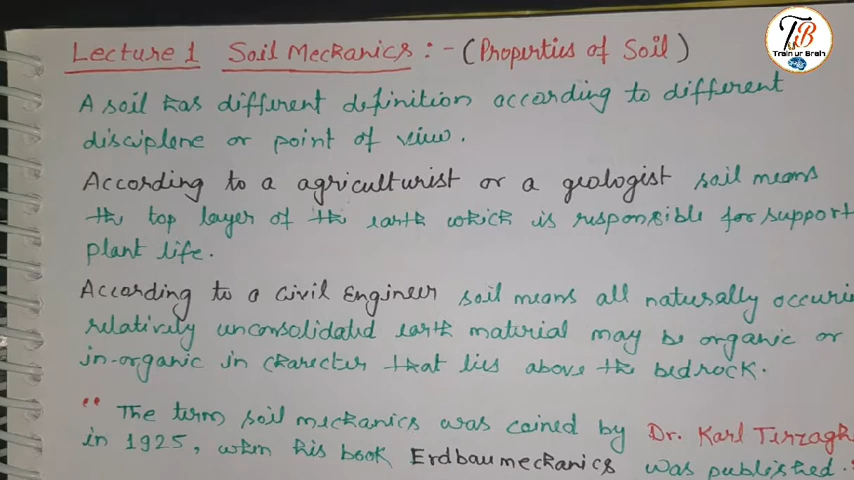 Lecture 1 Soil Mechanics :- (Properties of Soil)
TrB
Train ur Brain
A soil has different definition according to different
disciplene or point of view.
According to a agriculturist or a geologist soil means
the top layer of the earth which is responsible for support
plant life.
According to a Civil Engineer soil means all naturally occurin
relatively unconsolidated earth material may be organic or
in-organic in charecter that lies above the bedrock.
" The term soil mechanics was coined by Dr. Karl Terzagh
in 1925, when his book Erdbaumechanics was published.